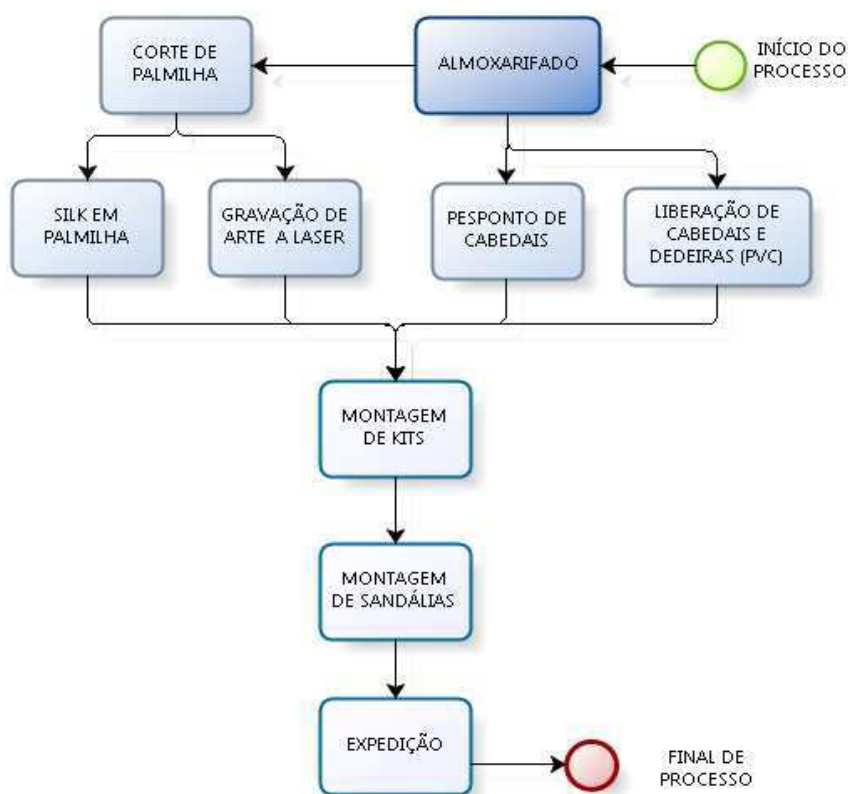 CORTE DE
PALMILHA
ALMOXARIFADO
INÍCIO DO
PROCESSO
SILK EM
PALMILHA
GRAVAÇÃO DE
ARTE A LASER
PESPONTO DE
CABEDAIS
LIBERAÇÃO DE
CABEDAIS E
DEDEIRAS (PVC)
MONTAGEM
DE KITS
MONTAGEM
DE SANDÁLIAS
EXPEDIÇÃO
FINAL DE
PROCESSO